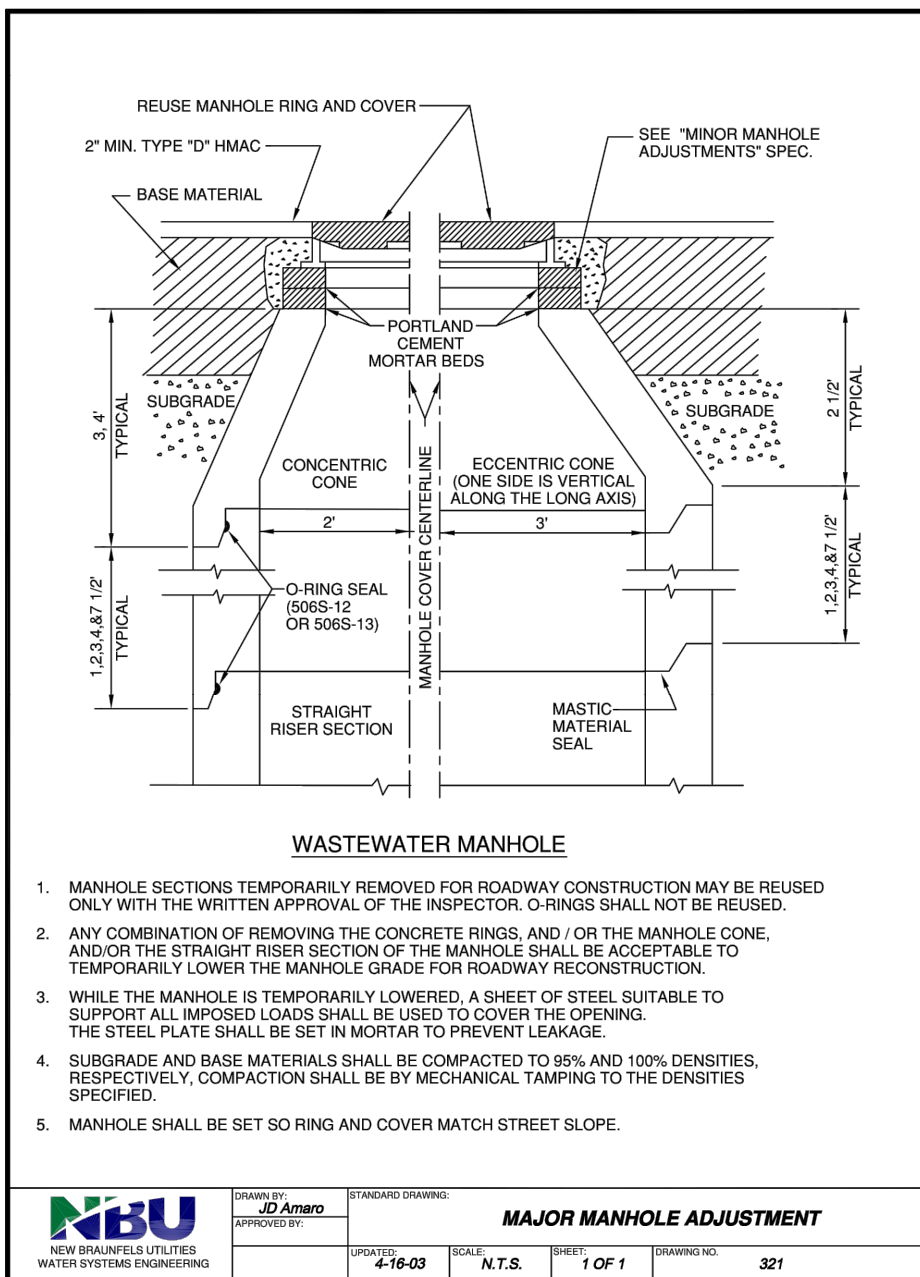 REUSE MANHOLE RING AND COVER
2" MIN. TYPE "D" HMAC
SEE "MINOR MANHOLE
ADJUSTMENTS" SPEC.
BASE MATERIAL
PORTLAND
CEMENT
MORTAR BEDS
SUBGRADE
SUBGRADE
3, 4'
TYPICAL
2 1/2'
TYPICAL
CONCENTRIC
CONE
ECCENTRIC CONE
(ONE SIDE IS VERTICAL
ALONG THE LONG AXIS)
2'
3'
MANHOLE COVER CENTERLINE
1,2,3,4,&7 1/2'
TYPICAL
1,2,3,4,&7 1/2'
TYPICAL
O-RING SEAL
(506S-12
OR 506S-13)
STRAIGHT
RISER SECTION
MASTIC
MATERIAL
SEAL
WASTEWATER MANHOLE
1. MANHOLE SECTIONS TEMPORARILY REMOVED FOR ROADWAY CONSTRUCTION MAY BE REUSED
ONLY WITH THE WRITTEN APPROVAL OF THE INSPECTOR. O-RINGS SHALL NOT BE REUSED.
2. ANY COMBINATION OF REMOVING THE CONCRETE RINGS, AND / OR THE MANHOLE CONE,
AND/OR THE STRAIGHT RISER SECTION OF THE MANHOLE SHALL BE ACCEPTABLE TO
TEMPORARILY LOWER THE MANHOLE GRADE FOR ROADWAY RECONSTRUCTION.
3. WHILE THE MANHOLE IS TEMPORARILY LOWERED, A SHEET OF STEEL SUITABLE TO
SUPPORT ALL IMPOSED LOADS SHALL BE USED TO COVER THE OPENING.
THE STEEL PLATE SHALL BE SET IN MORTAR TO PREVENT LEAKAGE.
4. SUBGRADE AND BASE MATERIALS SHALL BE COMPACTED TO 95% AND 100% DENSITIES,
RESPECTIVELY, COMPACTION SHALL BE BY MECHANICAL TAMPING TO THE DENSITIES
SPECIFIED.
5. MANHOLE SHALL BE SET SO RING AND COVER MATCH STREET SLOPE.
NBU
NEW BRAUNFELS UTILITIES
WATER SYSTEMS ENGINEERING
DRAWN BY:
JD Amaro
APPROVED BY:
STANDARD DRAWING:
MAJOR MANHOLE ADJUSTMENT
UPDATED:
4-16-03
SCALE:
N.T.S.
SHEET:
1 OF 1
DRAWING NO.
321